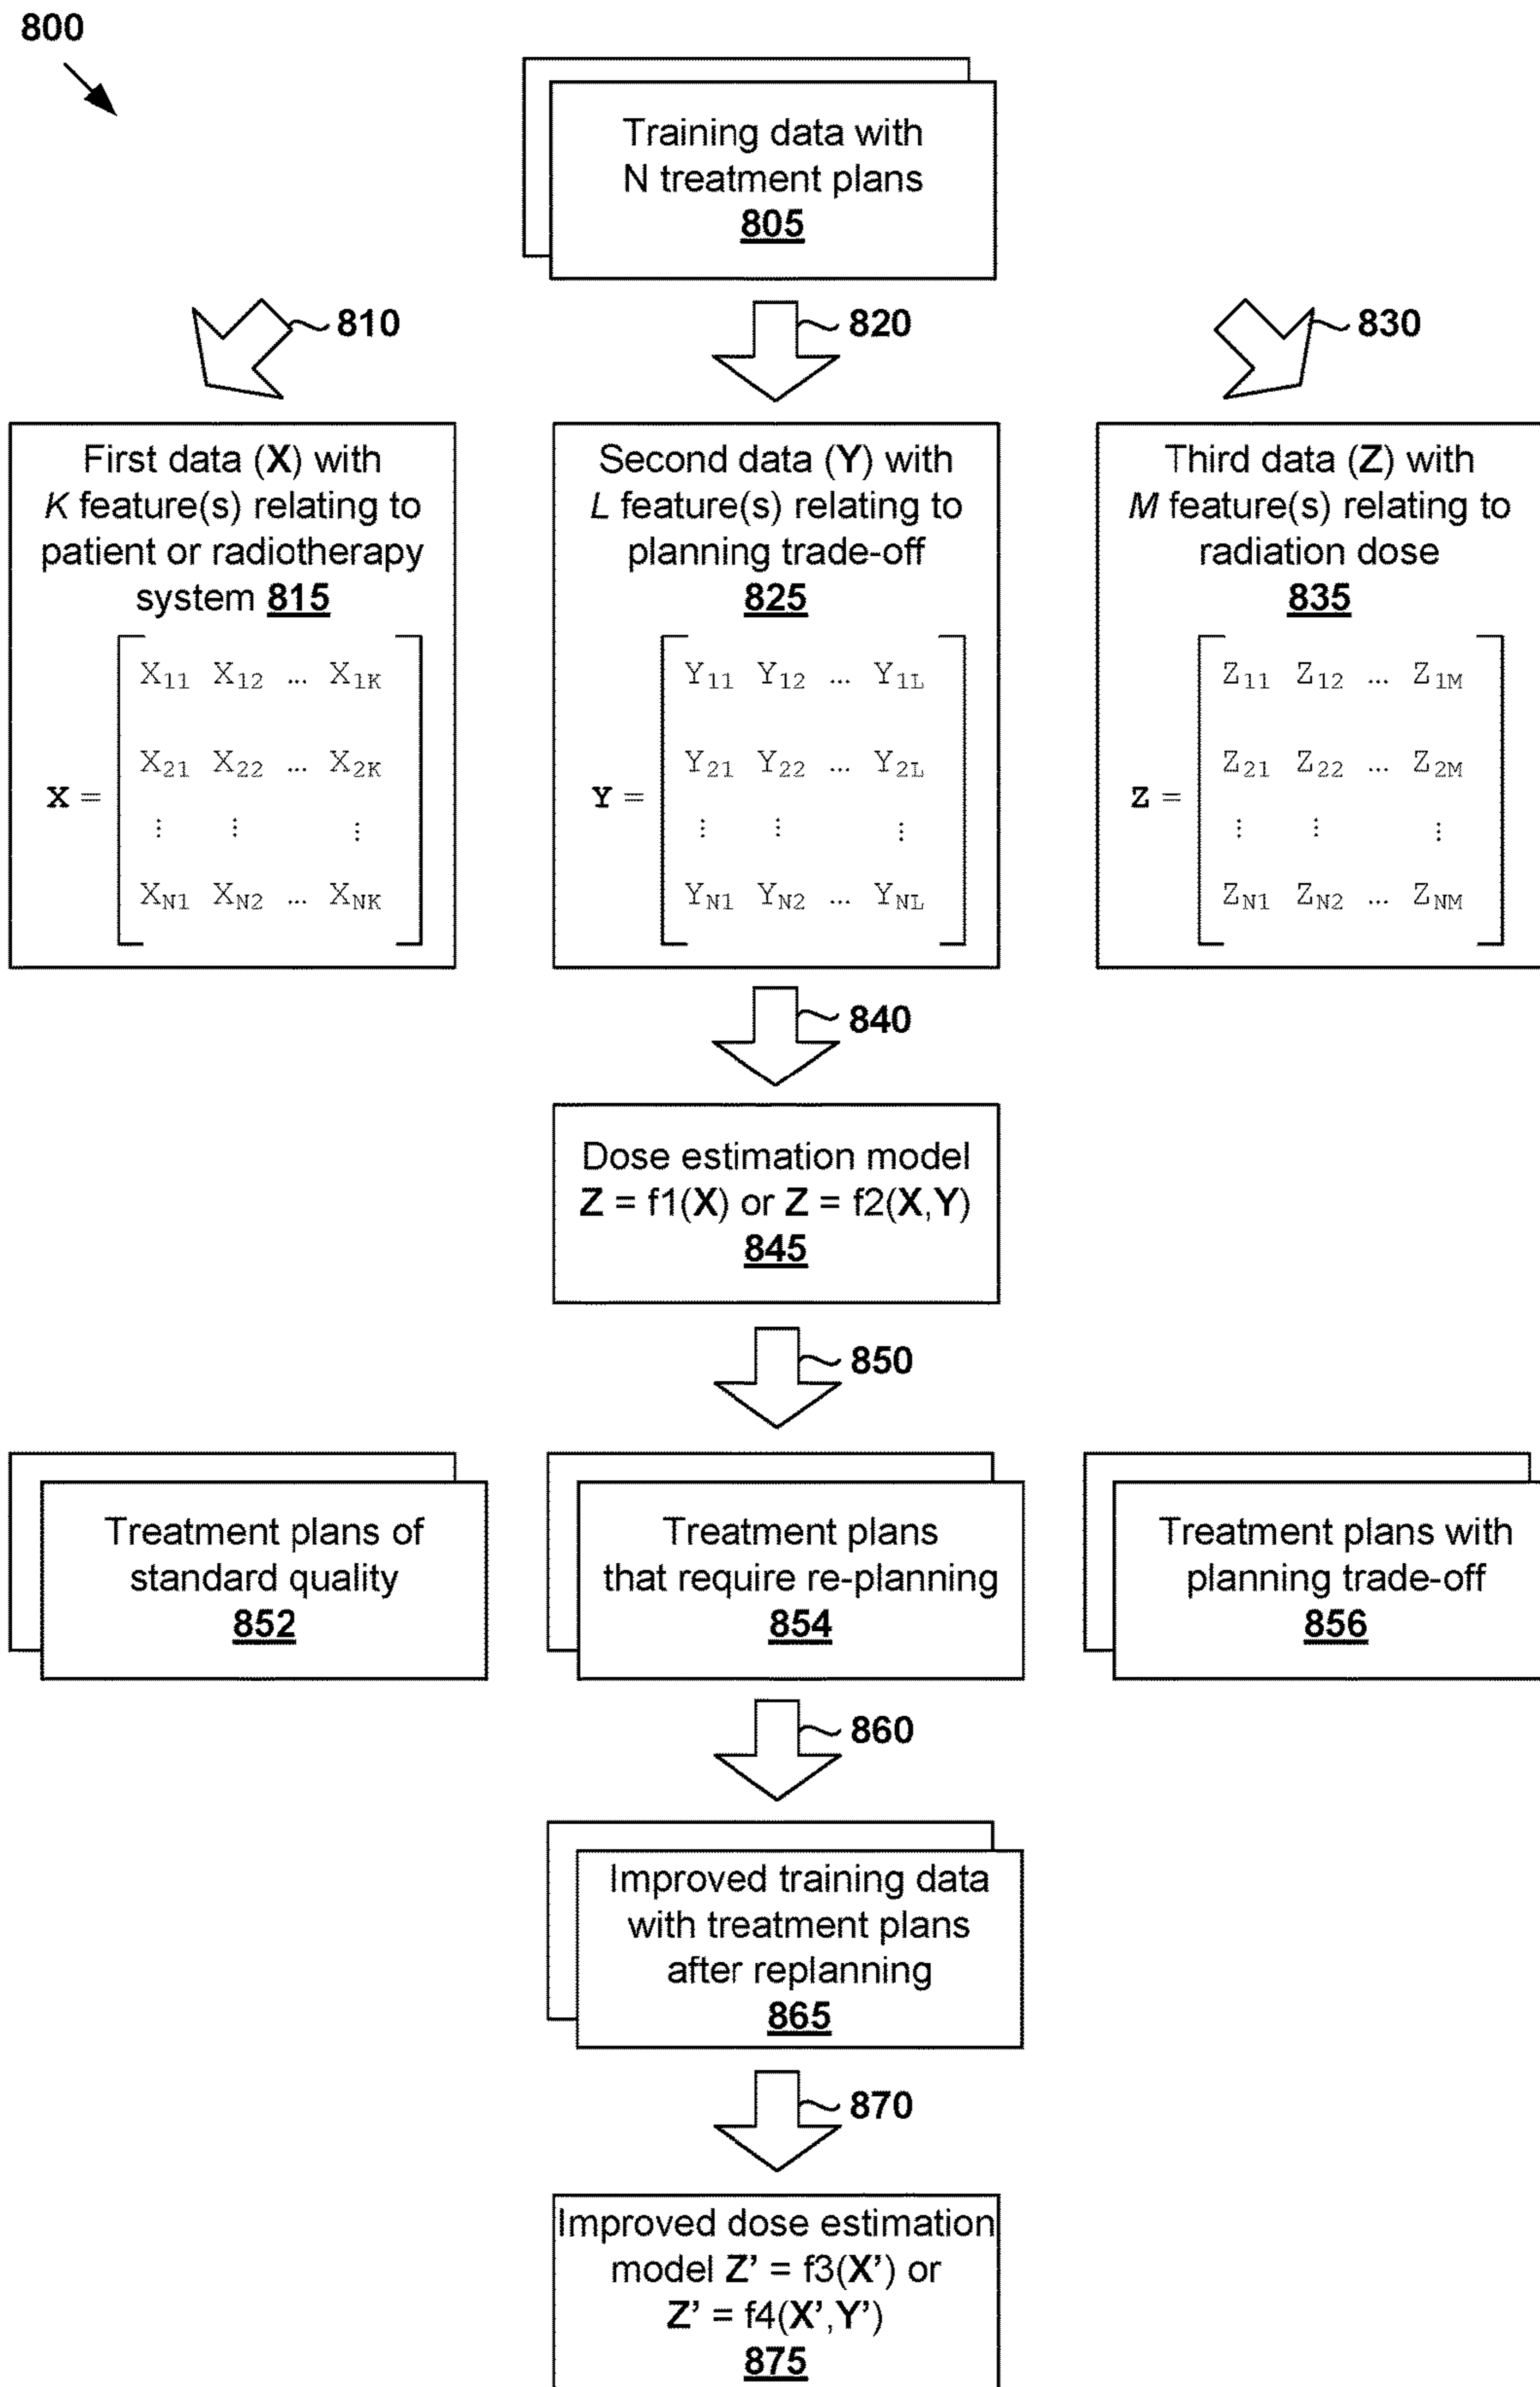 800
Training data with
N treatment plans
805
810
820
830
First data (X) with
K feature(s) relating to
patient or radiotherapy
system 815
X11 X12 ... X1K
X21 X22 ... X2K
X =
⋮ ⋮ ⋮
XN1 XN2 ... XNK
Second data (Y) with
L feature(s) relating to
planning trade-off
825
Y11 Y12 ... Y1L
Y21 Y22 ... Y2L
Y =
⋮ ⋮ ⋮
YN1 YN2 ... YNL
Third data (Z) with
M feature(s) relating to
radiation dose
835
Z11 Z12 ... Z1M
Z21 Z22 ... Z2M
Z =
⋮ ⋮ ⋮
ZN1 ZN2 ... ZNM
840
Dose estimation model
Z = f1(X) or Z = f2(X,Y)
845
850
Treatment plans of
standard quality
852
Treatment plans
that require re-planning
854
Treatment plans with
planning trade-off
856
860
Improved training data
with treatment plans
after replanning
865
870
Improved dose estimation
model Z’ = f3(X’) or
Z’ = f4(X’,Y’)
875